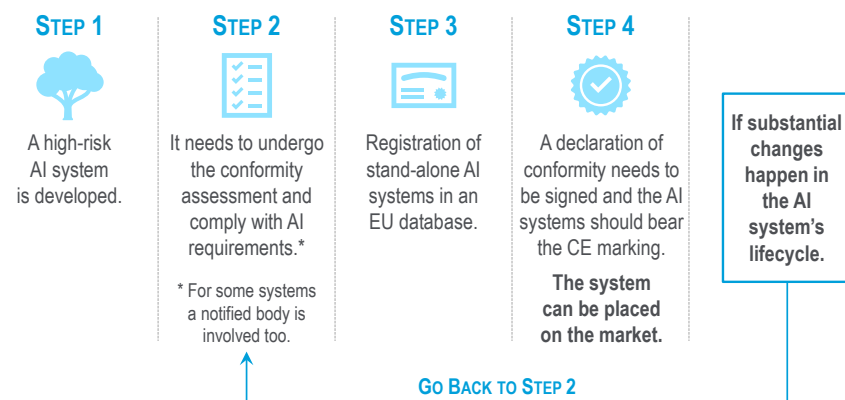 STEP 1
A high-risk
AI system
is developed.
STEP 2
It needs to undergo
the conformity
assessment and
comply with AI
requirements.*
* For some systems
a notified body is
involved too.
STEP 3
Registration of
stand-alone AI
systems in an
EU database.
STEP 4
A declaration of
conformity needs to
be signed and the AI
systems should bear
the CE marking.
The system
can be placed
on the market.
If substantial
changes
happen in
the AI
system’s
lifecycle.
GO BACK TO STEP 2